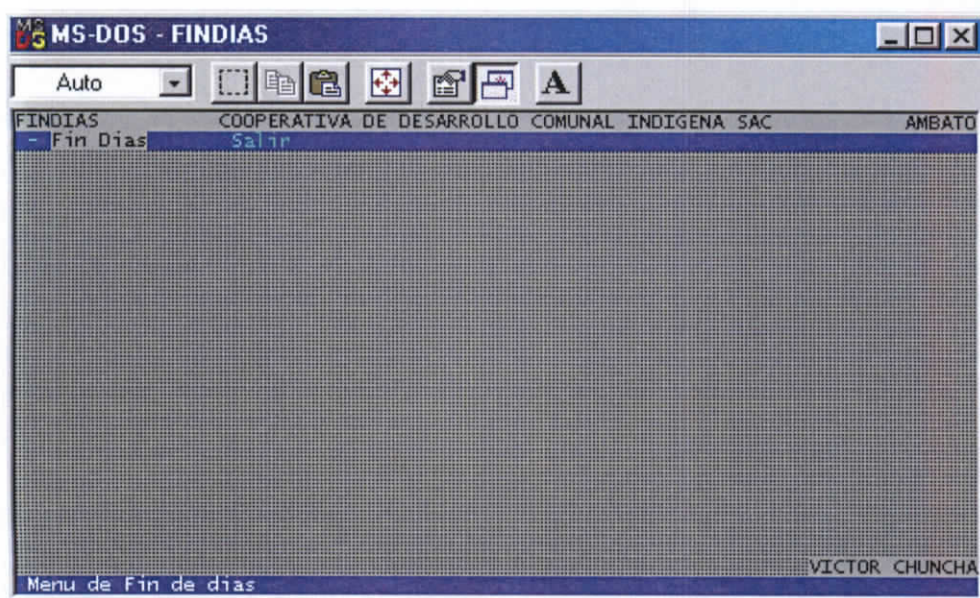 MS-DOS - FINDIAS
Auto
A
FINDIAS COOPERATIVA DE DESARROLLO COMUNAL INDIGENA SAC AMBATO
- Fin Dias Salir
VICTOR CHUNCHA
Menu de Fin de dias